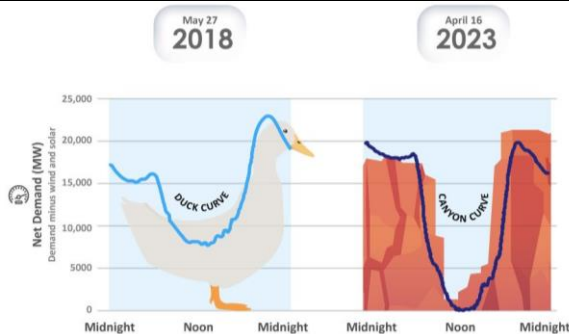 May 27
2018
April 16
2023
Net Demand (MW)
Demand minus wind and solar
25,000
20,000
15,000
10,000
5000
0
DUCK CURVE
CANYON CURVE
Midnight Noon Midnight
Midnight Noon Midnight